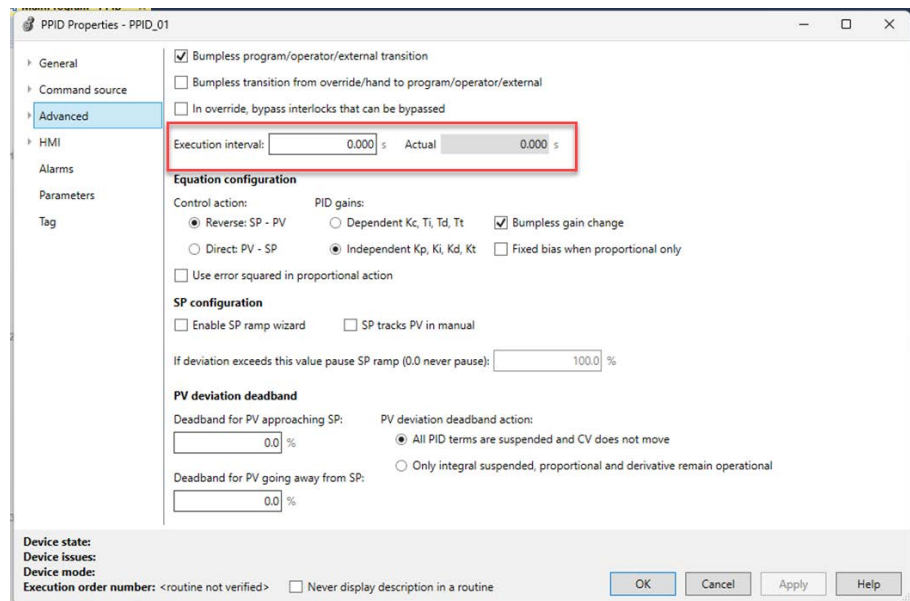 PPID Properties - PPID_01
General
Command source
Advanced
HMI
Alarms
Parameters
Tag
Bumpless program/operator/external transition
Bumpless transition from override/hand to program/operator/external
In override, bypass interlocks that can be bypassed
Execution interval: 0.000 s Actual 0.000 s
Equation configuration
Control action: PID gains:
Reverse: SP - PV Dependent Kc, Ti, Td, Tt Bumpless gain change
Direct: PV - SP Independent Kp, Ki, Kd, Kt Fixed bias when proportional only
Use error squared in proportional action
SP configuration
Enable SP ramp wizard SP tracks PV in manual
If deviation exceeds this value pause SP ramp (0.0 never pause): 100.0 %
PV deviation deadband
Deadband for PV approaching SP: PV deviation deadband action:
0.0 % All PID terms are suspended and CV does not move
Only integral suspended, proportional and derivative remain operational
Deadband for PV going away from SP:
0.0 %
Device state:
Device issues:
Device mode:
Execution order number: <routine not verified> Never display description in a routine
OK Cancel Apply Help